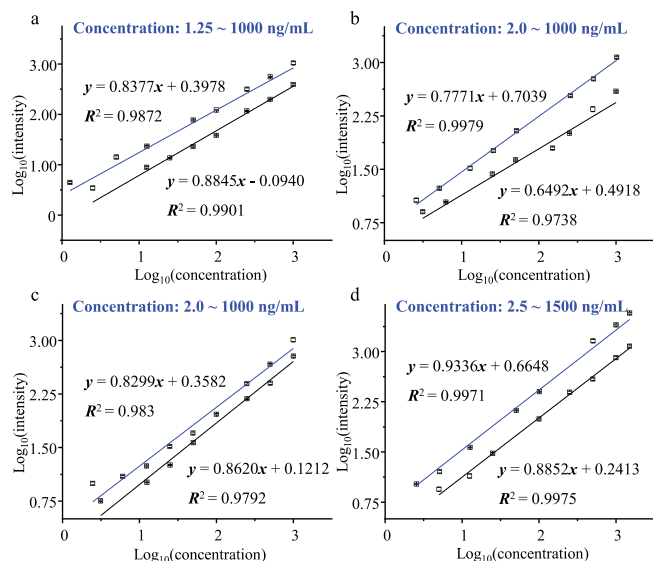 a
Concentration: 1.25 ~ 1000 ng/mL
Log10(intensity)
3.00
2.00
1.00
0
y = 0.8377x + 0.3978
R2 = 0.9872
y = 0.8845x - 0.0940
R2 = 0.9901
0 1 2 3
Log10(concentration)
b
Concentration: 2.0 ~ 1000 ng/mL
Log10(intensity)
3.00
2.25
1.50
0.75
y = 0.7771x + 0.7039
R2 = 0.9979
y = 0.6492x + 0.4918
R2 = 0.9738
0 1 2 3
Log10(concentration)
c
Concentration: 2.0 ~ 1000 ng/mL
Log10(intensity)
3.00
2.25
1.50
0.75
y = 0.8299x + 0.3582
R2 = 0.983
y = 0.8620x + 0.1212
R2 = 0.9792
0 1 2 3
Log10(concentration)
d
Concentration: 2.5 ~ 1500 ng/mL
Log10(intensity)
3.00
2.25
1.50
0.75
y = 0.9336x + 0.6648
R2 = 0.9971
y = 0.8852x + 0.2413
R2 = 0.9975
0 1 2 3
Log10(concentration)